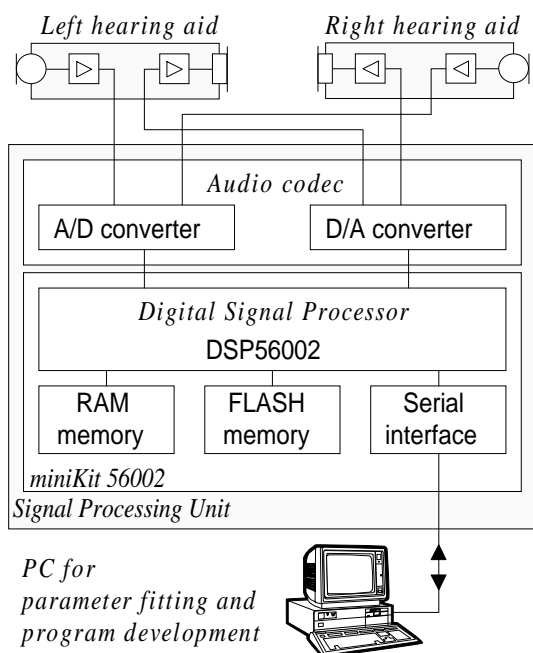 Left hearing aid
Right hearing aid
Audio codec
A/D converter
D/A converter
Digital Signal Processor
DSP56002
RAM
memory
FLASH
memory
Serial
interface
miniKit 56002
Signal Processing Unit
PC for
parameter fitting and
program development